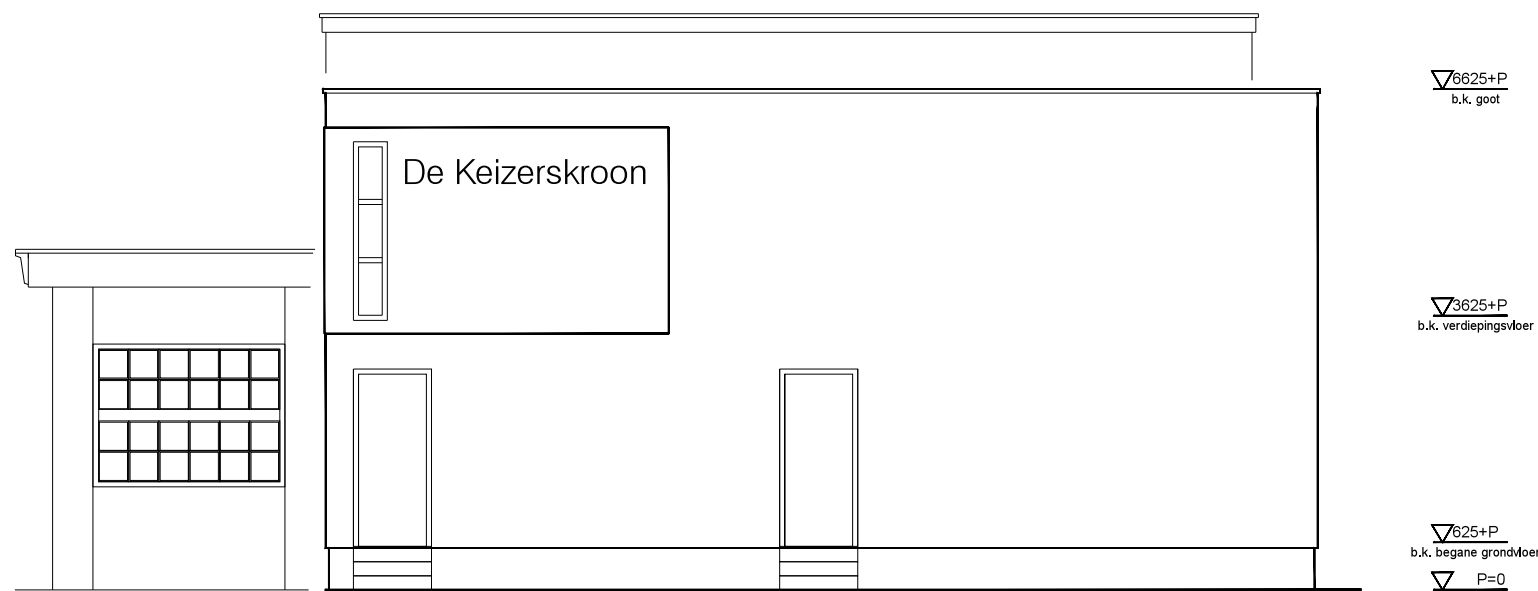 6625+P
b.k. goot
De Keizerskroon
3625+P
b.k. verdiepingsvloer
625+P
b.k. begane grondvloer
P=0